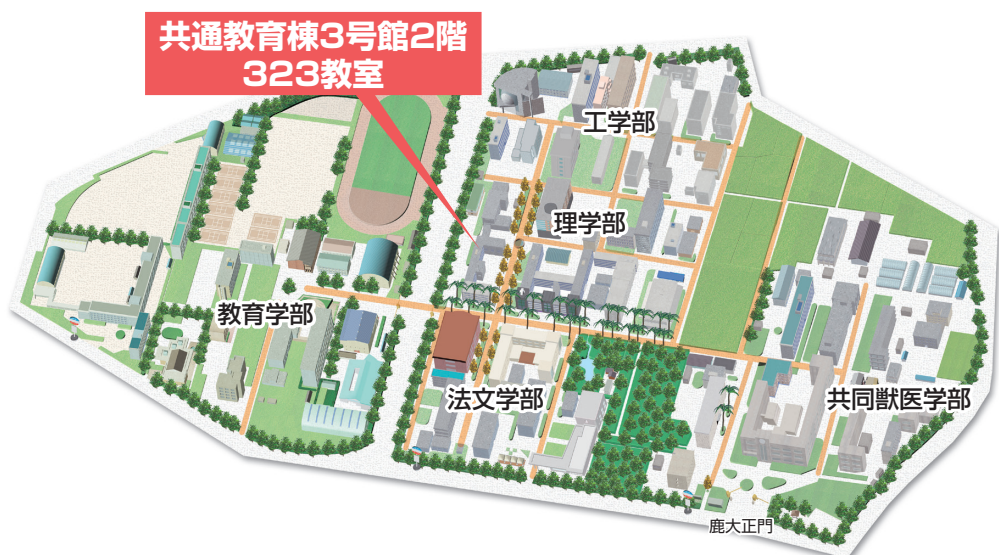 共通教育棟3号館2階
323教室
工学部
理学部
教育学部
法文学部
共同獣医学部
鹿大正門